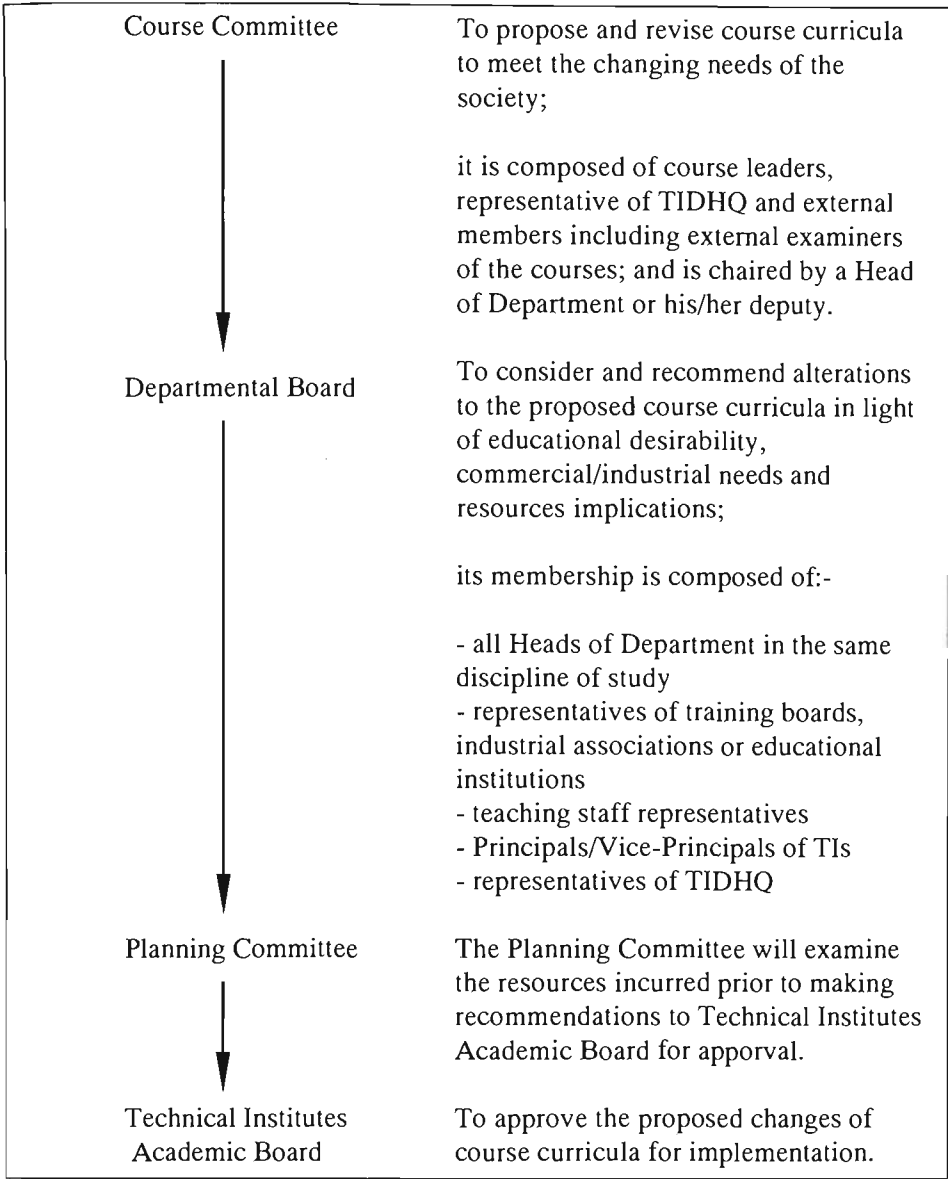 Course Committee
To propose and revise course curricula
to meet the changing needs of the
society;
it is composed of course leaders,
representative of TIDHQ and external
members including external examiners
of the courses; and is chaired by a Head
of Department or his/her deputy.
Departmental Board
To consider and recommend alterations
to the proposed course curricula in light
of educational desirability,
commercial/industrial needs and
resources implications;
its membership is composed of:-
- all Heads of Department in the same
discipline of study
- representatives of training boards,
industrial associations or educational
institutions
- teaching staff representatives
- Principals/Vice-Principals of TIs
- representatives of TIDHQ
Planning Committee
The Planning Committee will examine
the resources incurred prior to making
recommendations to Technical Institutes
Academic Board for apporval.
Technical Institutes
Academic Board
To approve the proposed changes of
course curricula for implementation.